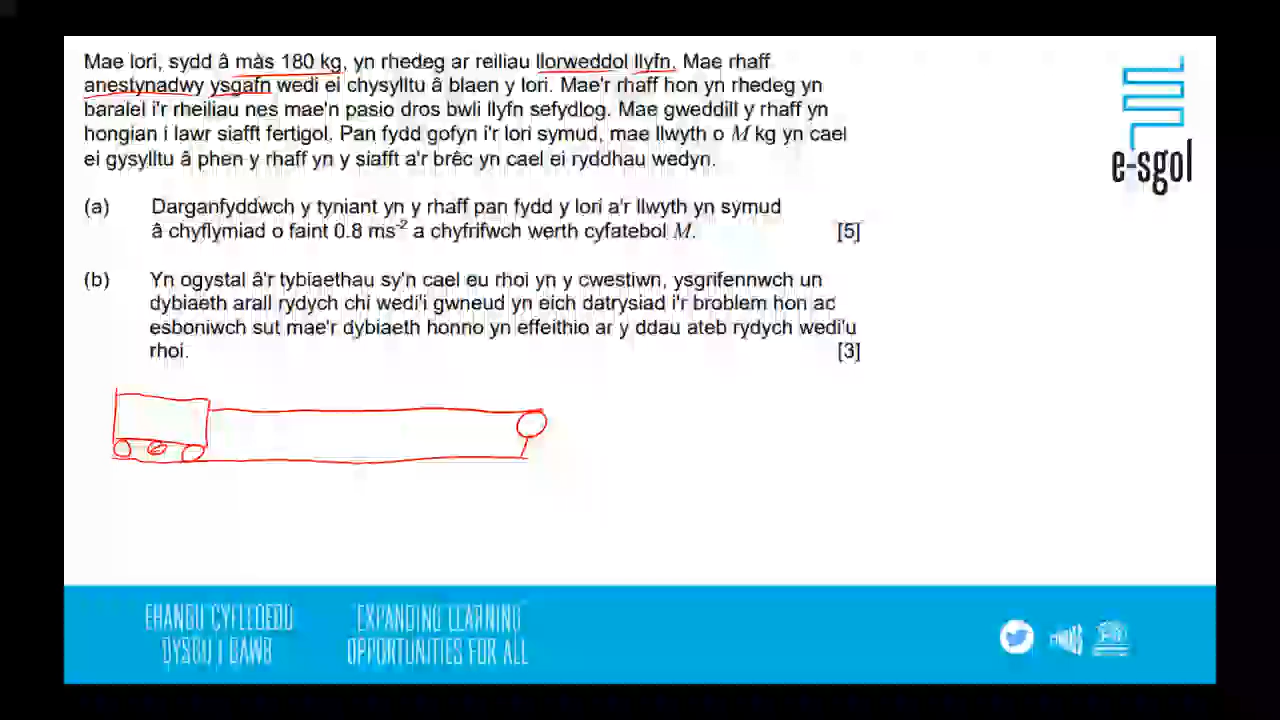 Mae lori, sydd â màs 180 kg, yn rhedeg ar reiliau llorweddol llyfn. Mae rhaff
anestynadwy ysgafn wedi ei chysylltu â blaen y lori. Mae'r rhaff hon yn rhedeg yn
baralel i'r rheiliau nes mae'n pasio dros bwli llyfn sefydlog. Mae gweddill y rhaff yn
hongian i lawr siafft fertigol. Pan fydd gofyn i'r lori symud, mae llwyth o M kg yn cael
ei gysylltu â phen y rhaff yn y siafft a'r brêc yn cael ei ryddhau wedyn.
(a) Darganfyddwch y tyniant yn y rhaff pan fydd y lori a'r llwyth yn symud
â chyflymiad o faint 0.8 ms⁻² a chyfrifwch werth cyfatebol M. [5]
(b) Yn ogystal â'r tybiaethau sy'n cael eu rhoi yn y cwestiwn, ysgrifennwch un
dybiaeth arall rydych chi wedi'i gwneud yn eich datrysiad i'r broblem hon ac
esboniwch sut mae'r dybiaeth honno yn effeithio ar y ddau ateb rydych wedi'u
rhoi. [3]
e-sgol
EHANGU CYFLEOEDD
DYSGU I BAWB
EXPANDING LEARNING
OPPORTUNITIES FOR ALL